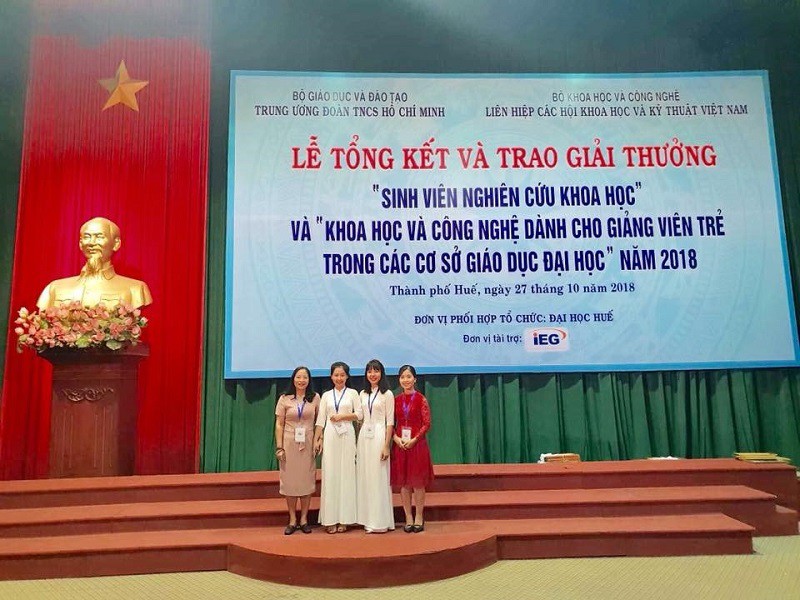 BỘ GIÁO DỤC VÀ ĐÀO TẠO
TRUNG ƯƠNG ĐOÀN TNCS HỒ CHÍ MINH
BỘ KHOA HỌC VÀ CÔNG NGHỆ
LIÊN HIỆP CÁC HỘI KHOA HỌC VÀ KỸ THUẬT VIỆT NAM
LỄ TỔNG KẾT VÀ TRAO GIẢI THƯỞNG
"SINH VIÊN NGHIÊN CỨU KHOA HỌC"
VÀ "KHOA HỌC VÀ CÔNG NGHỆ DÀNH CHO GIẢNG VIÊN TRẺ
TRONG CÁC CƠ SỞ GIÁO DỤC ĐẠI HỌC" NĂM 2018
Thành phố Huế, ngày 27 tháng 10 năm 2018
ĐƠN VỊ PHỐI HỢP TỔ CHỨC: ĐẠI HỌC HUẾ
Đơn vị tài trợ: iEG